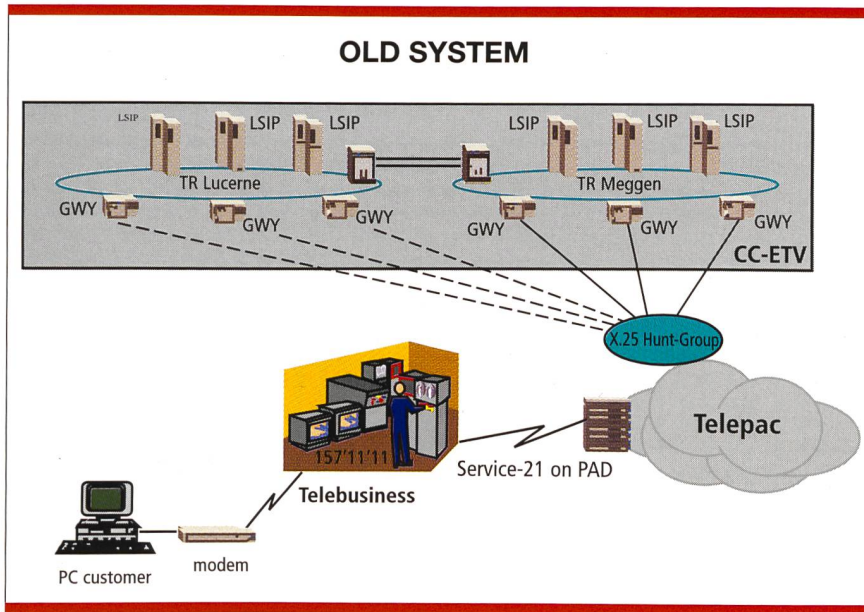 OLD SYSTEM
LSIP
LSIP
LSIP
LSIP
LSIP
LSIP
TR Lucerne
TR Meggen
GWY
GWY
GWY
GWY
GWY
GWY
CC-ETV
X.25 Hunt-Group
Telepac
157'11'11
Service-21 on PAD
Telebusiness
modem
PC customer